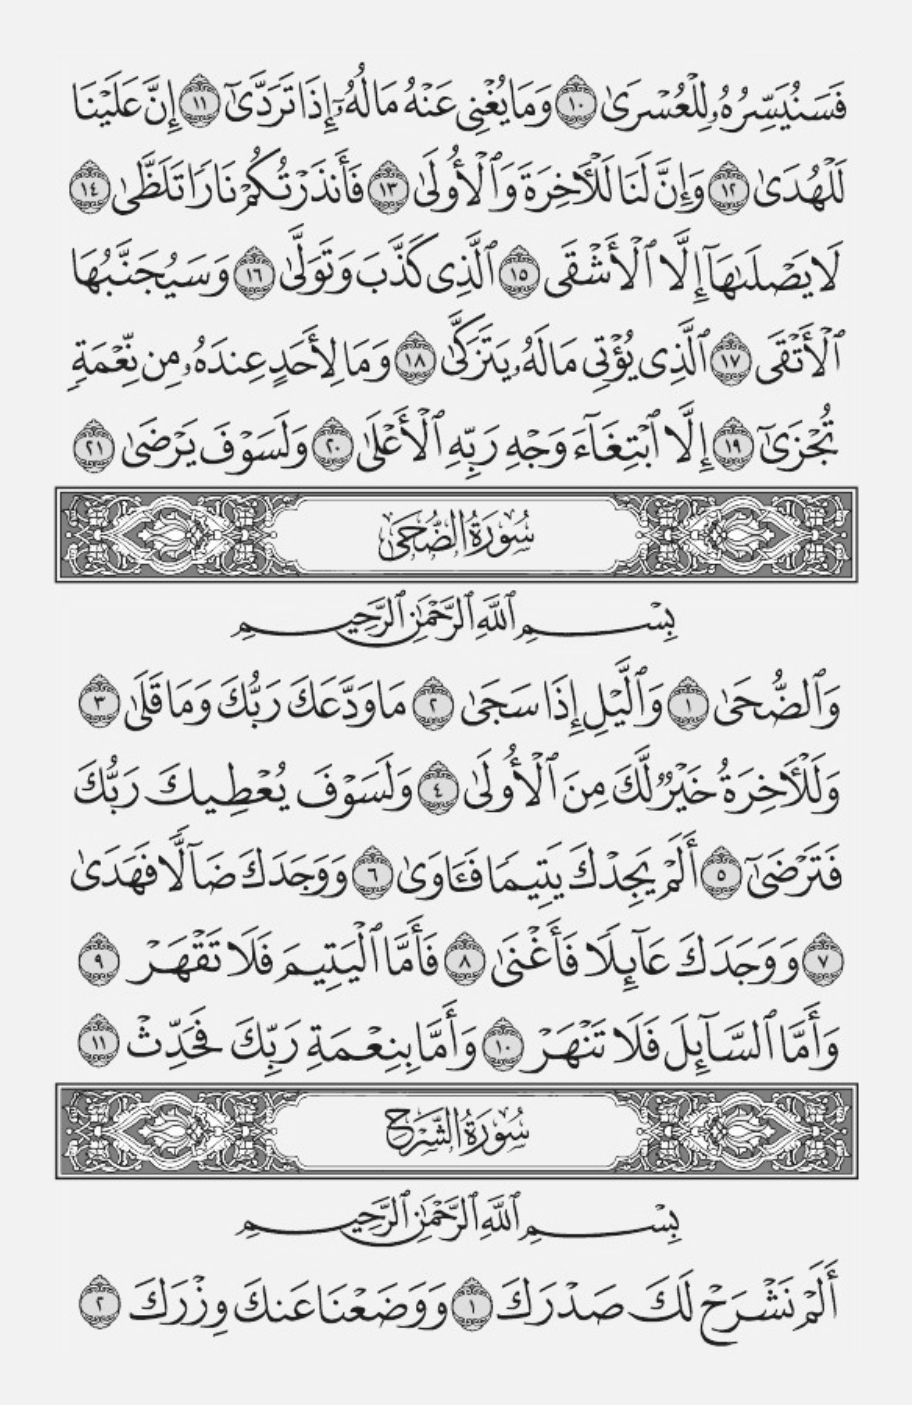 فَسَنُيَسِّرُهُۥ لِلْعُسْرَىٰ ١٠ وَمَا يُغْنِى عَنْهُ مَالُهُۥٓ إِذَا تَرَدَّىٰٓ ١١ إِنَّ عَلَيْنَا
لَلْهُدَىٰ ١٢ وَإِنَّ لَنَا لَلْـَٔاخِرَةَ وَٱلْأُولَىٰ ١٣ فَأَنذَرْتُكُمْ نَارًا تَلَظَّىٰ ١٤
لَا يَصْلَىٰهَآ إِلَّا ٱلْأَشْقَى ١٥ ٱلَّذِى كَذَّبَ وَتَوَلَّىٰ ١٦ وَسَيُجَنَّبُهَا
ٱلْأَتْقَى ١٧ ٱلَّذِى يُؤْتِى مَالَهُۥ يَتَزَكَّىٰ ١٨ وَمَا لِأَحَدٍ عِندَهُۥ مِن نِّعْمَةٍ
تُجْزَىٰٓ ١٩ إِلَّا ٱبْتِغَآءَ وَجْهِ رَبِّهِ ٱلْأَعْلَىٰ ٢٠ وَلَسَوْفَ يَرْضَىٰ ٢١
سُورَةُ الضُّحَىٰ
بِسْمِ ٱللَّهِ ٱلرَّحْمَٰنِ ٱلرَّحِيمِ
وَٱلضُّحَىٰ ١ وَٱلَّيْلِ إِذَا سَجَىٰ ٢ مَا وَدَّعَكَ رَبُّكَ وَمَا قَلَىٰ ٣
وَلَلْـَٔاخِرَةُ خَيْرٌ لَّكَ مِنَ ٱلْأُولَىٰ ٤ وَلَسَوْفَ يُعْطِيكَ رَبُّكَ
فَتَرْضَىٰٓ ٥ أَلَمْ يَجِدْكَ يَتِيمًا فَـَٔاوَىٰ ٦ وَوَجَدَكَ ضَآلًّا فَهَدَىٰ
٧ وَوَجَدَكَ عَآئِلًا فَأَغْنَىٰ ٨ فَأَمَّا ٱلْيَتِيمَ فَلَا تَقْهَرْ ٩
وَأَمَّا ٱلسَّآئِلَ فَلَا تَنْهَرْ ١٠ وَأَمَّا بِنِعْمَةِ رَبِّكَ فَحَدِّثْ ١١
سُورَةُ الشَّرْحِ
بِسْمِ ٱللَّهِ ٱلرَّحْمَٰنِ ٱلرَّحِيمِ
أَلَمْ نَشْرَحْ لَكَ صَدْرَكَ ١ وَوَضَعْنَا عَنكَ وِزْرَكَ ٢